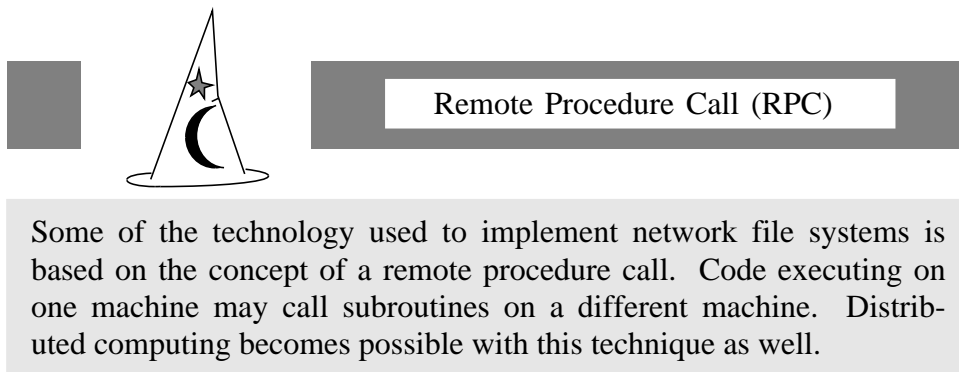 Remote Procedure Call (RPC)
Some of the technology used to implement network file systems is
based on the concept of a remote procedure call. Code executing on
one machine may call subroutines on a different machine. Distrib-
uted computing becomes possible with this technique as well.